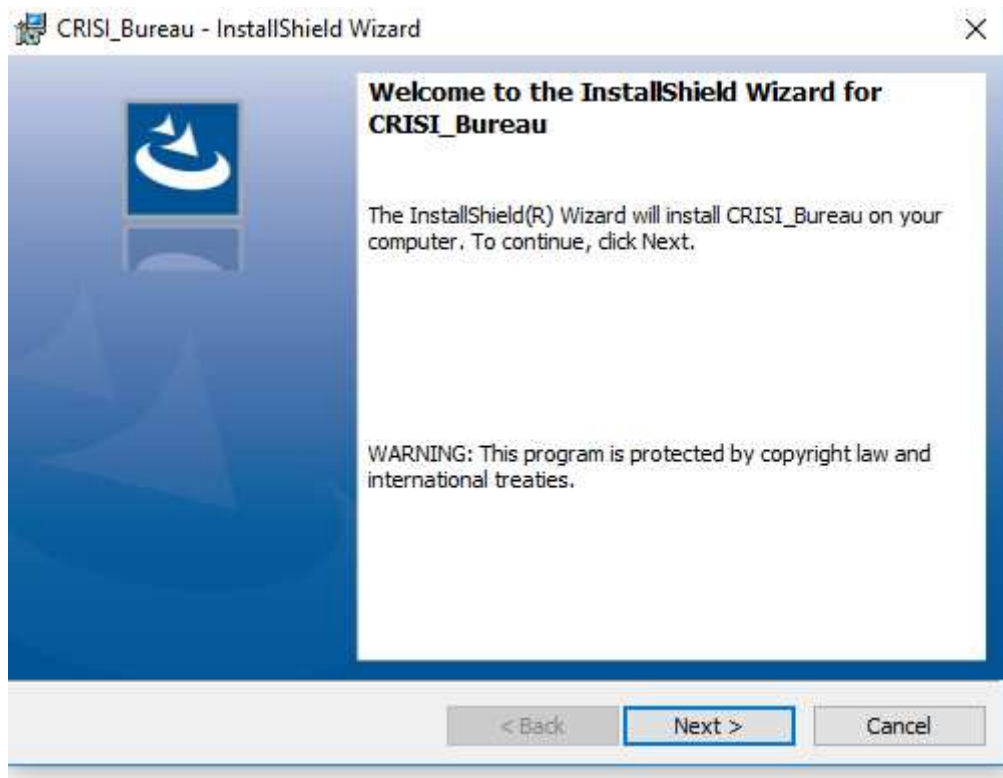 CRISI_Bureau - InstallShield Wizard
Welcome to the InstallShield Wizard for
CRISI_Bureau
The InstallShield(R) Wizard will install CRISI_Bureau on your
computer. To continue, click Next.
WARNING: This program is protected by copyright law and
international treaties.
< Back Next > Cancel